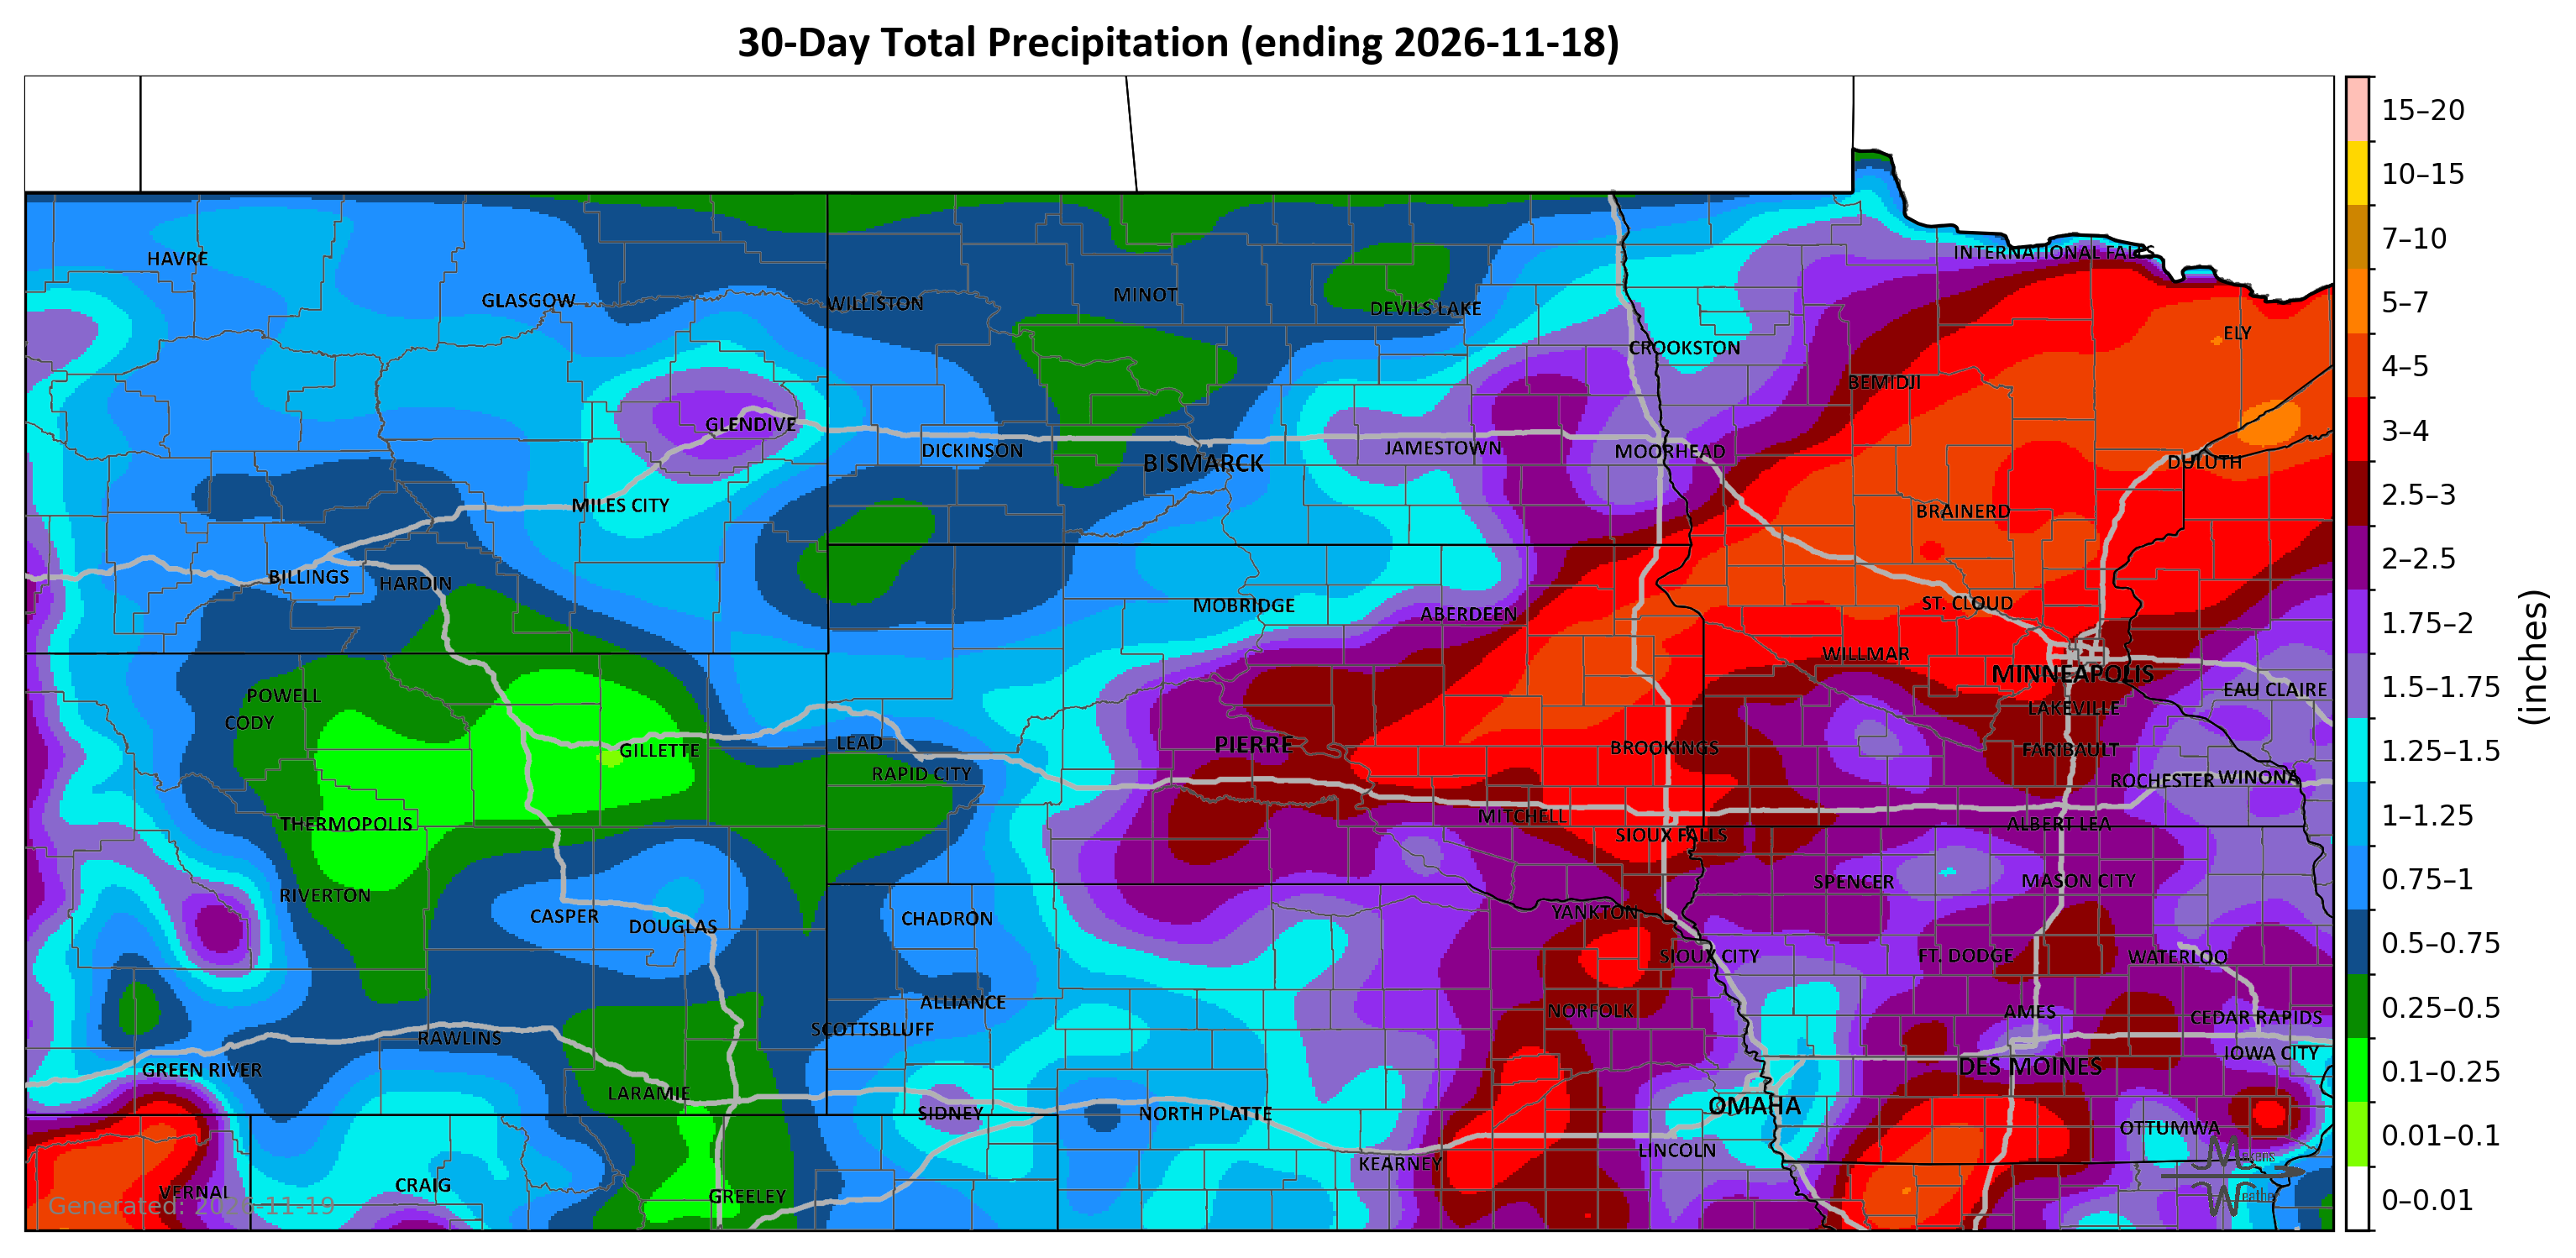 30-Day Total Precipitation (ending 2026-11-18)
15–20
10–15
7–10
5–7
4–5
3–4
2.5–3
2–2.5
1.75–2
1.5–1.75
1.25–1.5
1–1.25
0.75–1
0.5–0.75
0.25–0.5
0.1–0.25
0.01–0.1
0–0.01
(inches)
HAVRE
INTERNATIONAL FALLS
GLASGOW
WILLISTON
MINOT
DEVILS LAKE
ELY
CROOKSTON
BEMIDJI
GLENDIVE
DICKINSON
BISMARCK
JAMESTOWN
MOORHEAD
DULUTH
MILES CITY
BRAINERD
BILLINGS
HARDIN
MOBRIDGE
ABERDEEN
ST. CLOUD
WILLMAR
MINNEAPOLIS
POWELL
EAU CLAIRE
CODY
LAKEVILLE
GILLETTE
LEAD
PIERRE
BROOKINGS
FARIBAULT
RAPID CITY
ROCHESTER
WINONA
THERMOPOLIS
MITCHELL
SIOUX FALLS
ALBERT LEA
RIVERTON
SPENCER
MASON CITY
CASPER
DOUGLAS
CHADRON
YANKTON
SIOUX CITY
FT. DODGE
WATERLOO
ALLIANCE
NORFOLK
AMES
CEDAR RAPIDS
SCOTTSBLUFF
RAWLINS
IOWA CITY
GREEN RIVER
DES MOINES
LARAMIE
SIDNEY
NORTH PLATTE
OMAHA
OTTUMWA
LINCOLN
KEARNEY
VERNAL
CRAIG
GREELEY
Generated: 2026-11-19
Weather